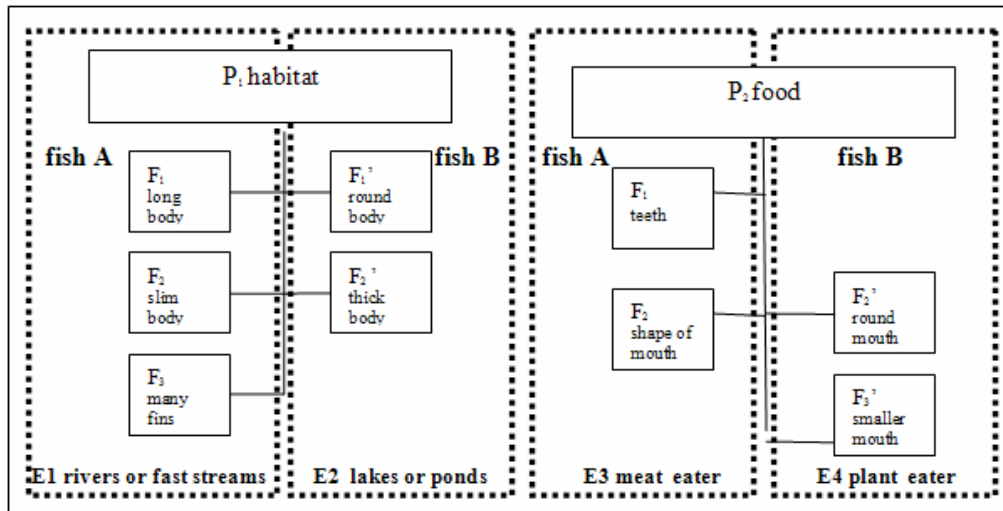 P₁ habitat
fish A
fish B
F₁
long
body
F₁’
round
body
F₂
slim
body
F₂’
thick
body
F₃
many
fins
E1 rivers or fast streams
E2 lakes or ponds
P₂ food
fish A
fish B
F₁
teeth
F₂
shape of
mouth
F₂’
round
mouth
F₃’
smaller
mouth
E3 meat eater
E4 plant eater